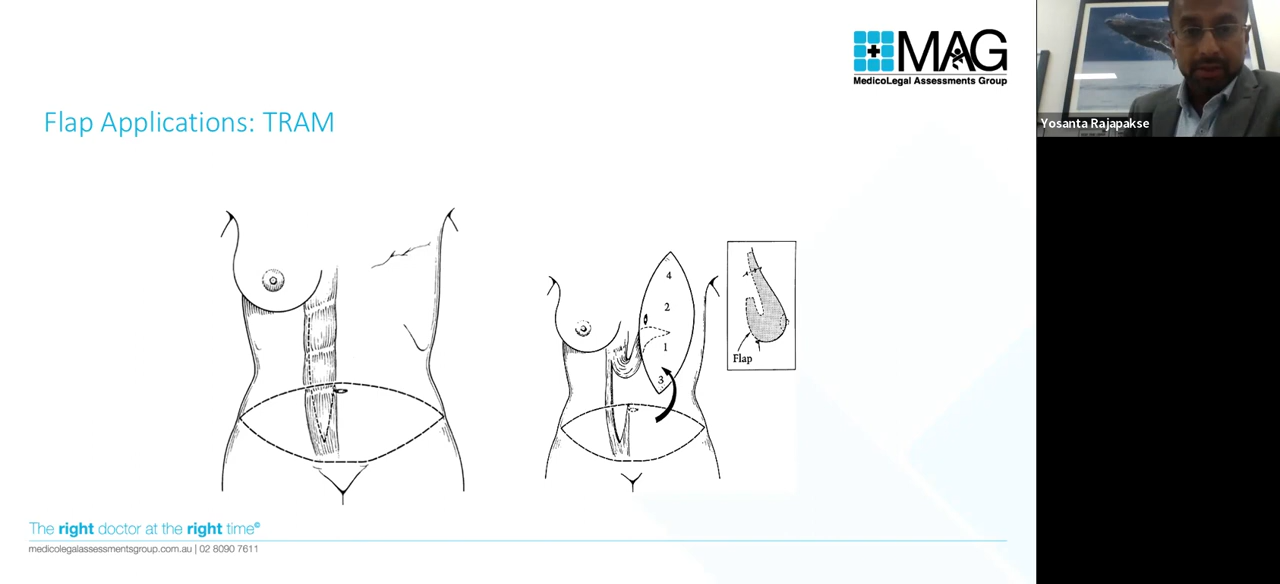 MAG
MedicoLegal Assessments Group
Yosanta Rajapakse
Flap Applications: TRAM
4
2
1
3
Flap
The right doctor at the right time©
medicolegalassessmentsgroup.com.au | 02 8090 7611